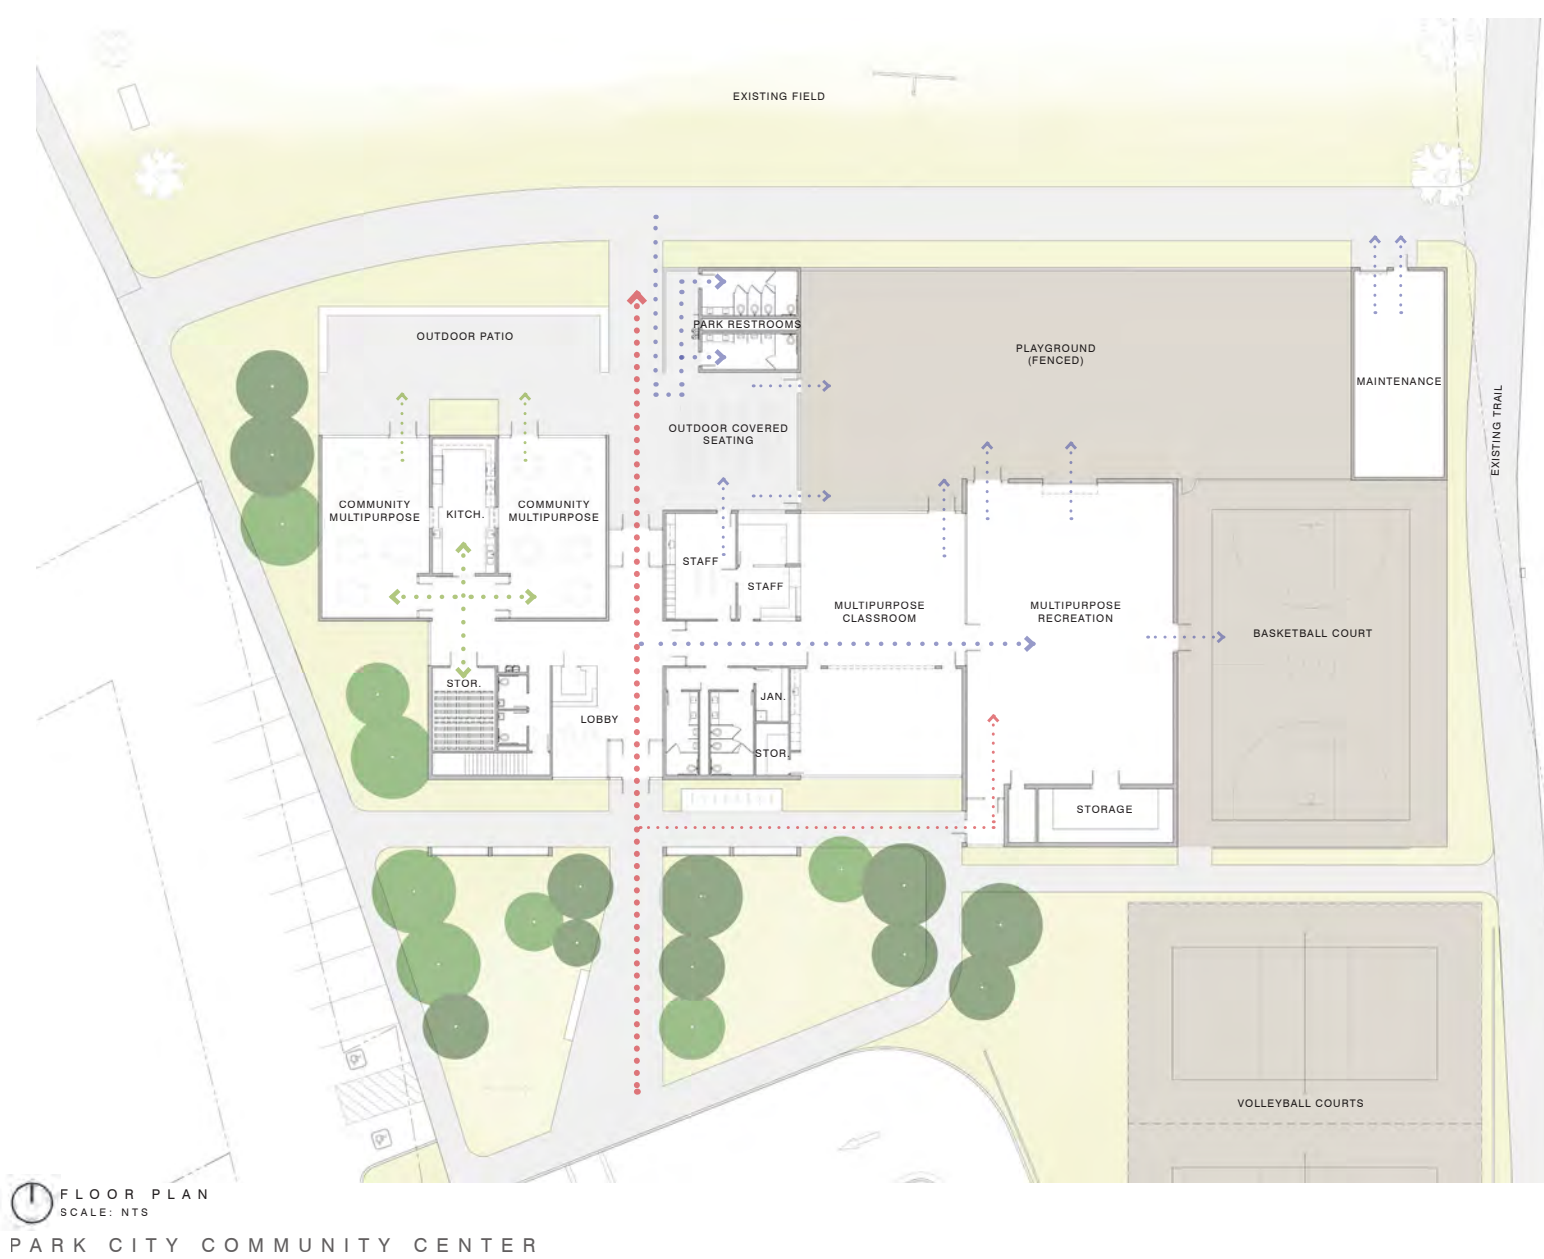 EXISTING FIELD
PARK RESTROOMS
OUTDOOR PATIO
PLAYGROUND
(FENCED)
MAINTENANCE
EXISTING TRAIL
OUTDOOR COVERED
SEATING
COMMUNITY
MULTIPURPOSE
KITCH.
COMMUNITY
MULTIPURPOSE
STAFF
STAFF
MULTIPURPOSE
CLASSROOM
MULTIPURPOSE
RECREATION
BASKETBALL COURT
STOR.
LOBBY
JAN.
STOR.
STORAGE
VOLLEYBALL COURTS
FLOOR PLAN
SCALE: NTS
PARK CITY COMMUNITY CENTER